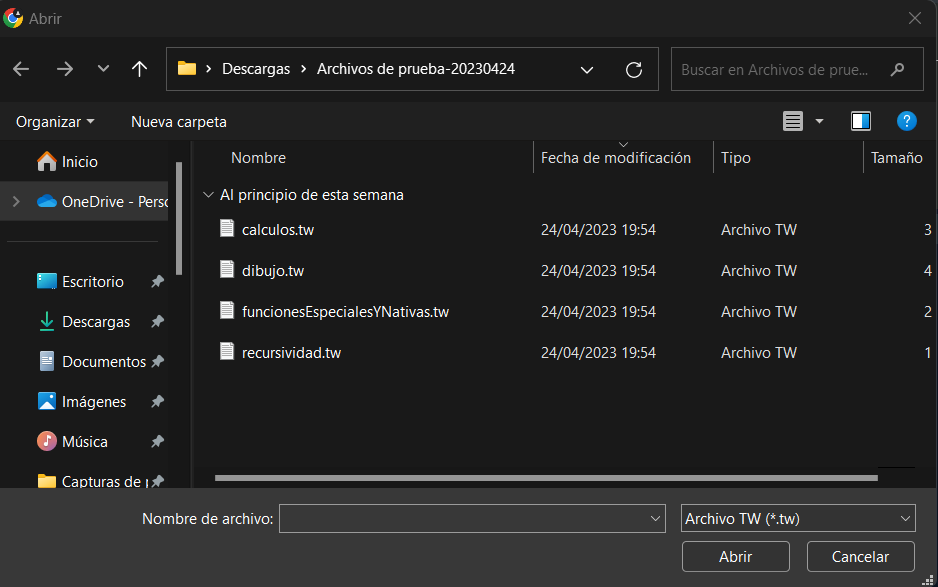 Abrir
Descargas > Archivos de prueba-20230424
Buscar en Archivos de prue...
Organizar
Nueva carpeta
?
Inicio
OneDrive - Perso
Escritorio
Descargas
Documentos
Imágenes
Música
Capturas de p
Nombre Fecha de modificación Tipo Tamaño
Al principio de esta semana
calculos.tw 24/04/2023 19:54 Archivo TW 3
dibujo.tw 24/04/2023 19:54 Archivo TW 4
funcionesEspecialesYNativas.tw 24/04/2023 19:54 Archivo TW 2
recursividad.tw 24/04/2023 19:54 Archivo TW 1
Nombre de archivo: Archivo TW (*.tw)
Abrir Cancelar